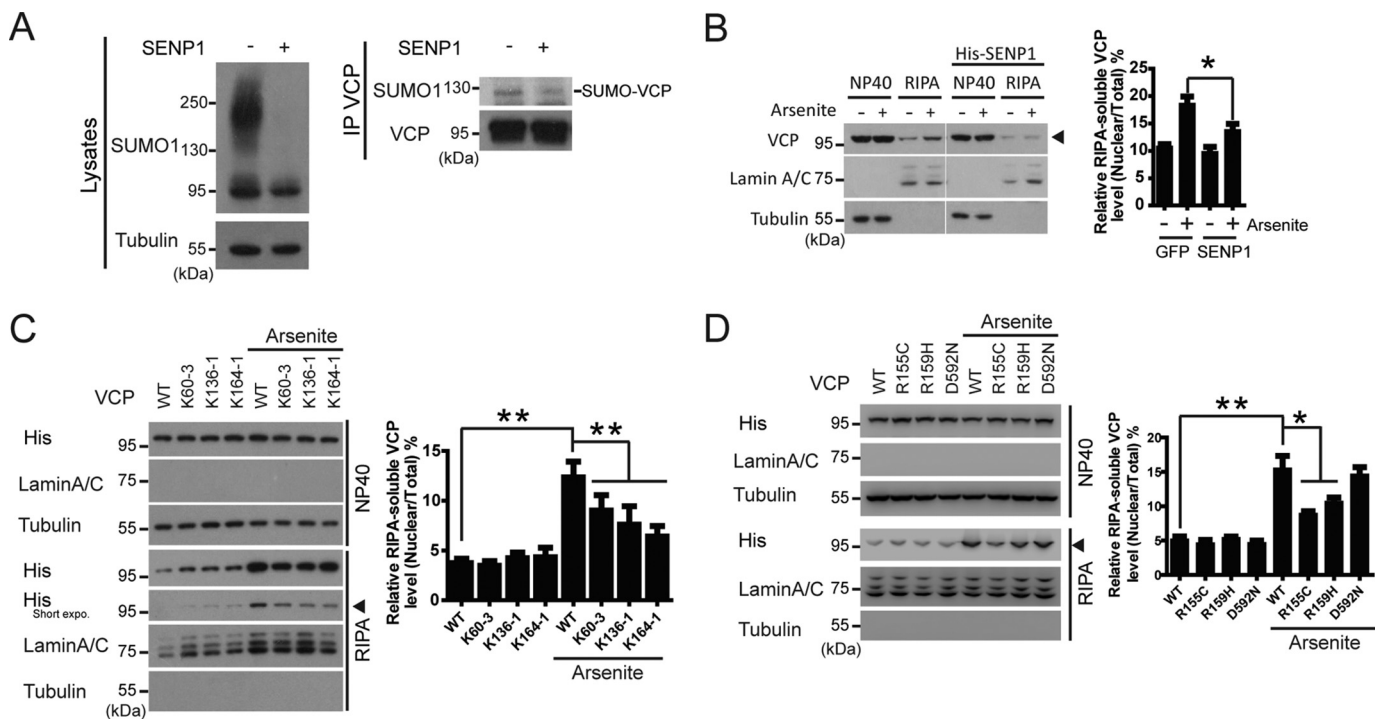 A
SENP1 - +
Lysates
250
SUMO1
130
95
Tubulin
55
(kDa)
SENP1 - +
IP VCP
SUMO1 130 SUMO-VCP
VCP
95
(kDa)
B
His-SENP1
NP40 RIPA NP40 RIPA
Arsenite
- + - + - + - +
VCP 95
Lamin A/C 75
Tubulin 55
(kDa)
Relative RIPA-soluble VCP
level (Nuclear/Total) %
25
20
15
10
5
0
*
- + - + Arsenite
GFP SENP1
C
Arsenite
VCP WT K60-3 K136-1 K164-1 WT K60-3 K136-1 K164-1
His 95
LaminA/C 75
Tubulin 55
NP40
His 95
His 95
Short expo.
LaminA/C 75
Tubulin 55
(kDa)
RIPA
Relative RIPA-soluble VCP
level (Nuclear/Total) %
15
10
5
0
** **
WT K60-3 K136-1 K164-1 WT K60-3 K136-1 K164-1
Arsenite
D
Arsenite
VCP WT R155C R159H D592N WT R155C R159H D592N
His 95
LaminA/C 75
Tubulin 55
NP40
His 95
LaminA/C 75
Tubulin 55
(kDa)
RIPA
Relative RIPA-soluble VCP
level (Nuclear/Total) %
20
15
10
5
0
** *
WT R155C R159H D592N WT R155C R159H D592N
Arsenite